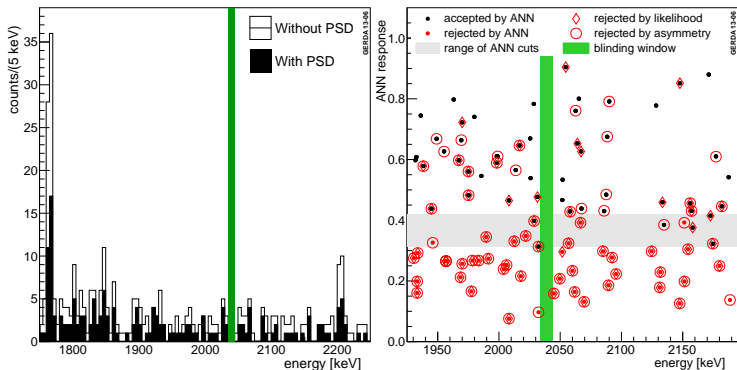 counts/(5 keV)
35
30
25
20
15
10
5
0
Without PSD
With PSD
GERDA 13-06
1800
1900
2000
2100
2200
energy [keV]
accepted by ANN
rejected by likelihood
rejected by ANN
rejected by asymmetry
range of ANN cuts
blinding window
GERDA 13-06
ANN response
1.0
0.8
0.6
0.4
0.2
0.0
1950
2000
2050
2100
2150
energy [keV]